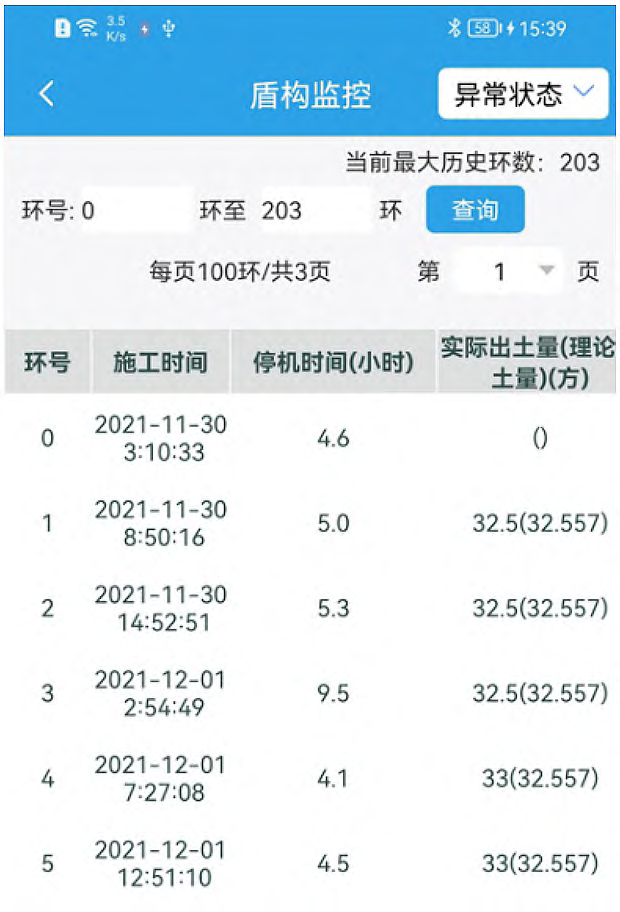 3.5
K/s
58
15:39
盾构监控
异常状态
当前最大历史环数: 203
环号: 0 环至 203 环 查询
每页100环/共3页 第 1 页
环号 施工时间 停机时间(小时) 实际出土量(理论
土量)(方)
0 2021-11-30 4.6 ()
3:10:33
1 2021-11-30 5.0 32.5(32.557)
8:50:16
2 2021-11-30 5.3 32.5(32.557)
14:52:51
3 2021-12-01 9.5 32.5(32.557)
2:54:49
4 2021-12-01 4.1 33(32.557)
7:27:08
5 2021-12-01 4.5 33(32.557)
12:51:10